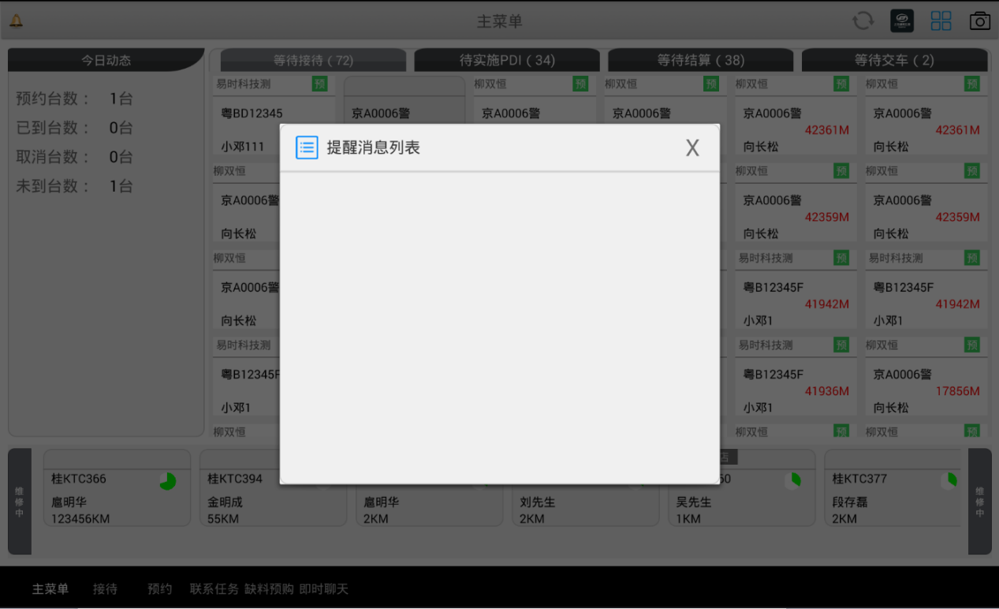 主菜单
今日动态
等待接待(72)
待实施PDI(34)
等待结算(38)
等待交车(2)
预约台数： 1台
已到台数： 0台
取消台数： 0台
未到台数： 1台
易时科技测 预
柳双恒 预
柳双恒 预
柳双恒 预
柳双恒 预
粤BD12345
京A0006警
京A0006警
京A0006警
京A0006警
京A0006警
42361M
42361M
小邓111
向长松
向长松
提醒消息列表
X
柳双恒
柳双恒 预
柳双恒 预
京A0006警
京A0006警
京A0006警
42359M
42359M
向长松
向长松
向长松
柳双恒
易时科技测 预
易时科技测 预
京A0006警
粤B12345F
粤B12345F
41942M
41942M
向长松
小邓1
小邓1
易时科技测
易时科技测 预
柳双恒 预
粤B12345F
粤B12345F
京A0006警
41936M
17856M
小邓1
小邓1
向长松
柳双恒
柳双恒 预
柳双恒 预
维修中
桂KTC366
扈明华
123456KM
桂KTC394
金明成
55KM
扈明华
2KM
刘先生
2KM
店
60
吴先生
1KM
桂KTC377
段存磊
2KM
维修中
主菜单 接待 预约 联系任务 缺料预购 即时聊天